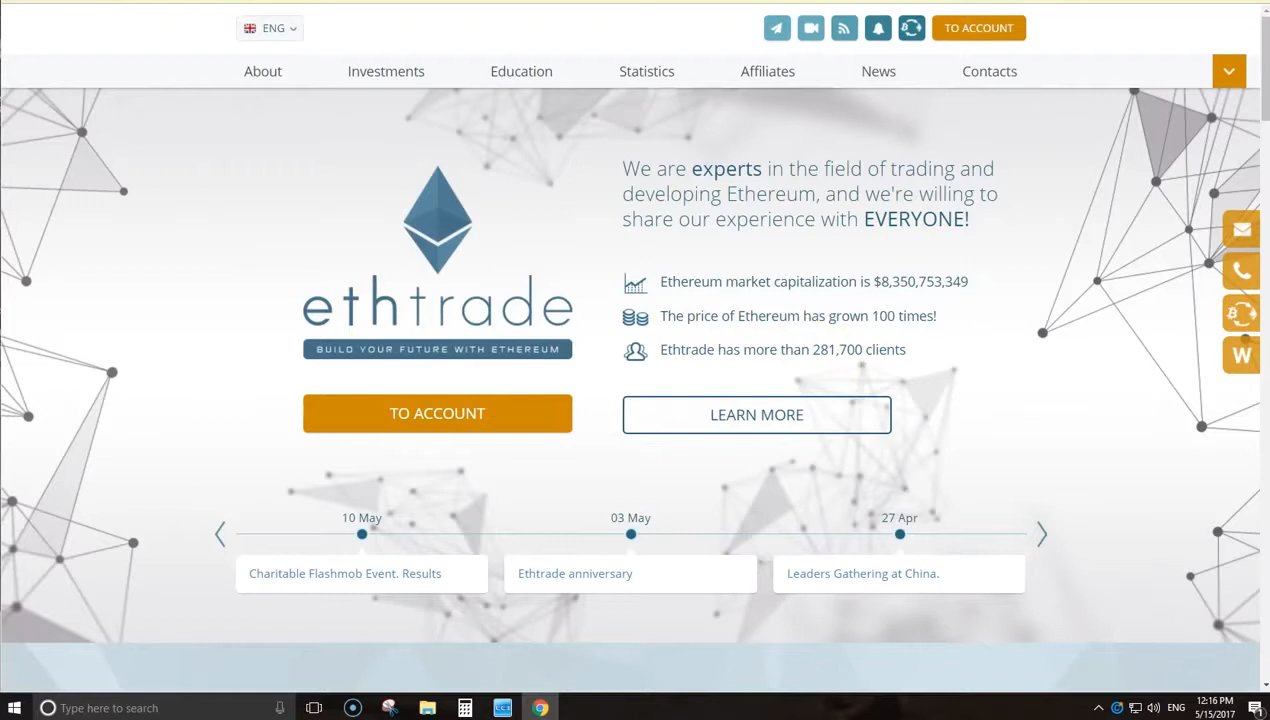 ENG
TO ACCOUNT
About
Investments
Education
Statistics
Affiliates
News
Contacts
We are experts in the field of trading and
developing Ethereum, and we're willing to
share our experience with EVERYONE!
ethtrade
BUILD YOUR FUTURE WITH ETHEREUM
Ethereum market capitalization is $8,350,753,349
The price of Ethereum has grown 100 times!
Ethtrade has more than 281,700 clients
TO ACCOUNT
LEARN MORE
W
10 May
03 May
27 Apr
Charitable Flashmob Event. Results
Ethtrade anniversary
Leaders Gathering at China.
Type here to search
ENG
12:16 PM
5/15/2017